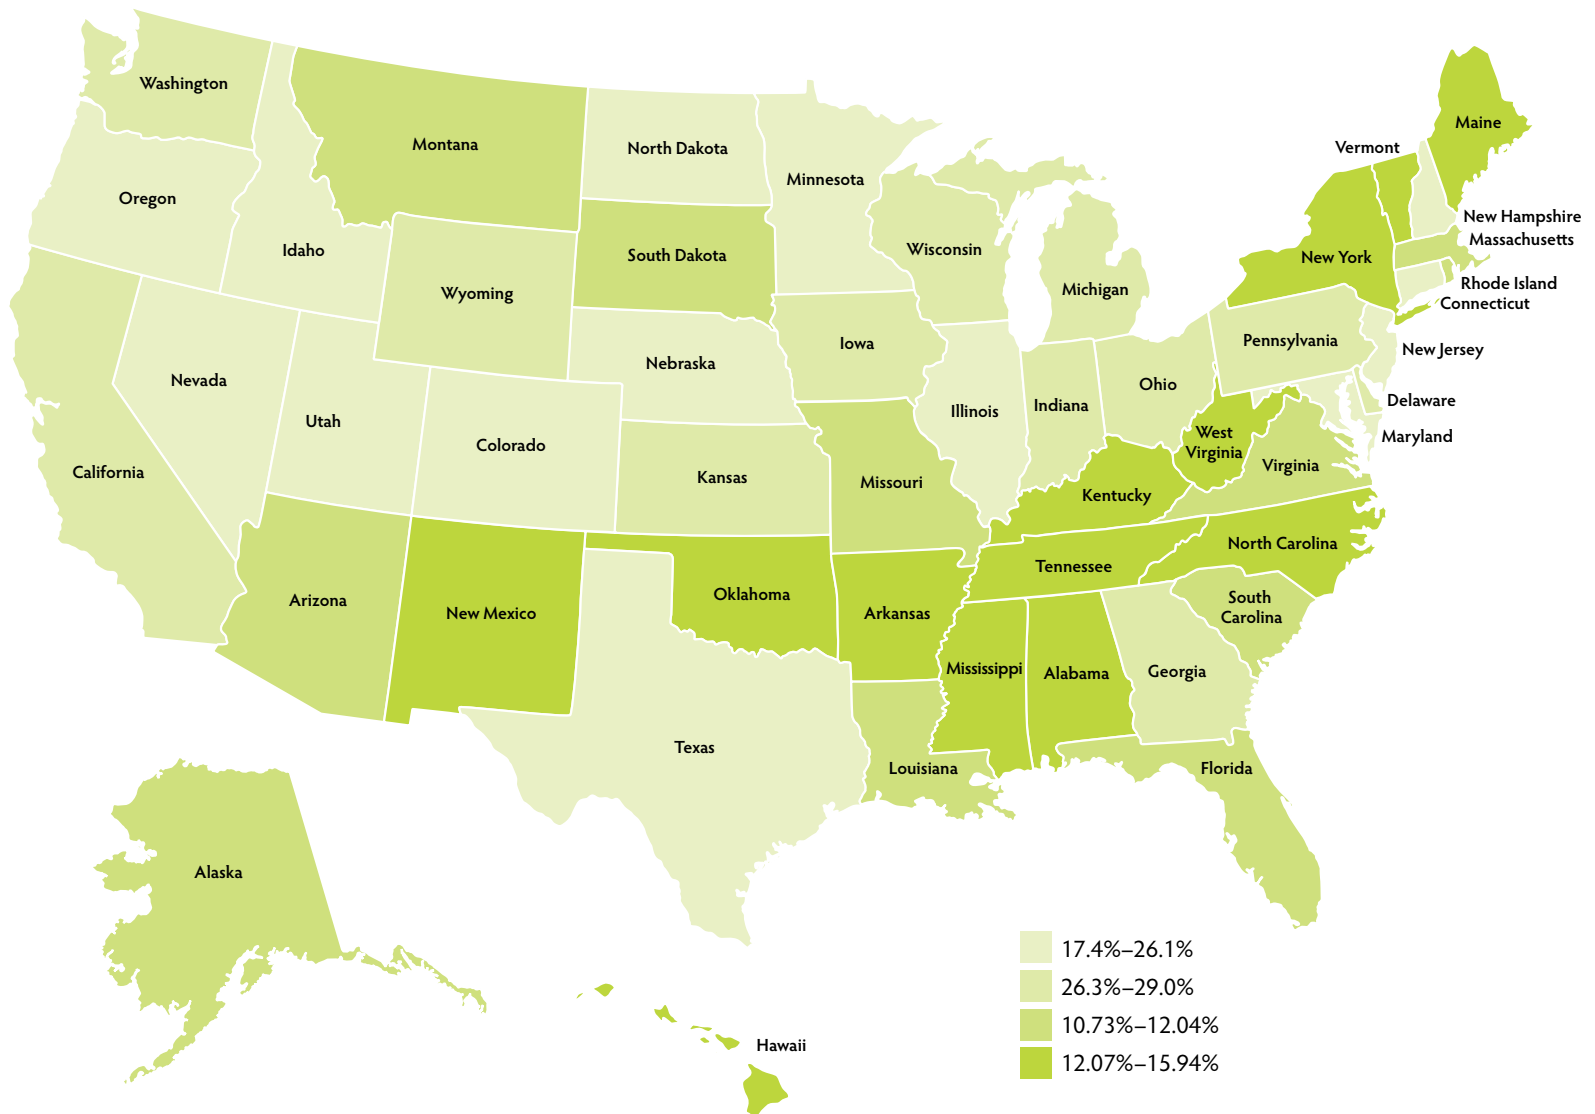 Washington
Montana
North Dakota
Minnesota
Maine
Vermont
Oregon
Idaho
Wyoming
South Dakota
Wisconsin
Michigan
New York
New Hampshire
Massachusetts
Rhode Island
Connecticut
Nevada
Utah
Colorado
Nebraska
Iowa
Illinois
Indiana
Ohio
Pennsylvania
New Jersey
Delaware
Maryland
California
Kansas
Missouri
Kentucky
West
Virginia
Virginia
Arizona
New Mexico
Oklahoma
Arkansas
Tennessee
North Carolina
South
Carolina
Mississippi
Alabama
Georgia
Texas
Louisiana
Florida
Alaska
Hawaii
17.4%–26.1%
26.3%–29.0%
10.73%–12.04%
12.07%–15.94%